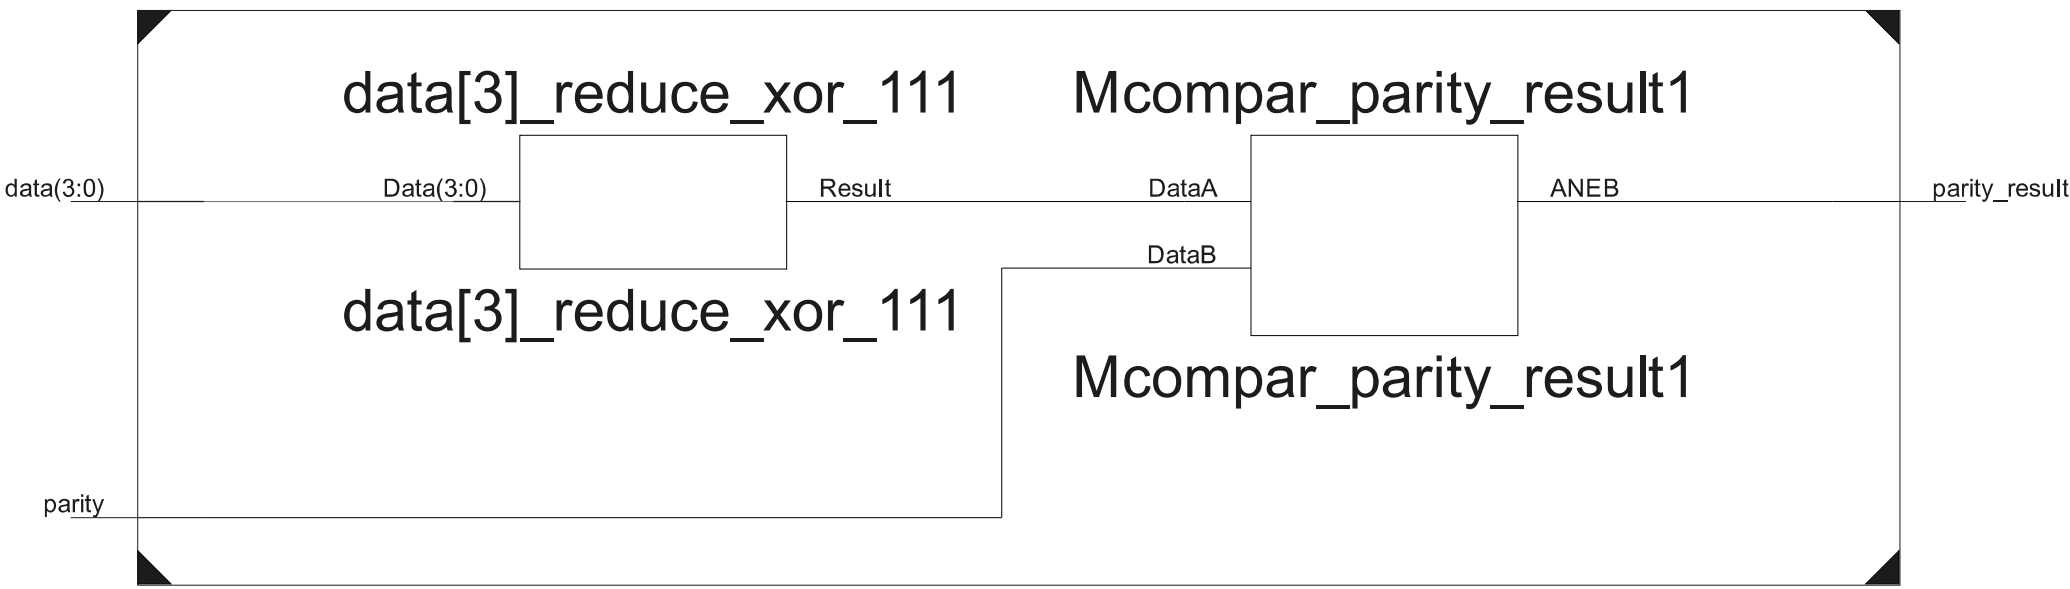 data[3]_reduce_xor_111
Mcompar_parity_result1
data(3:0)
Data(3:0)
Result
DataA
ANEB
parity_result
DataB
data[3]_reduce_xor_111
Mcompar_parity_result1
parity